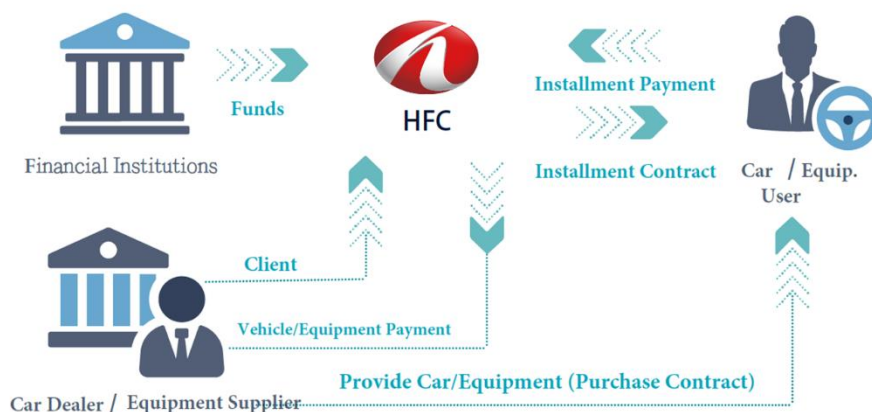 Funds
HFC
Installment Payment
Financial Institutions
Installment Contract
Car / Equip.
User
Client
Vehicle/Equipment Payment
Provide Car/Equipment (Purchase Contract)
Car Dealer / Equipment Supplier